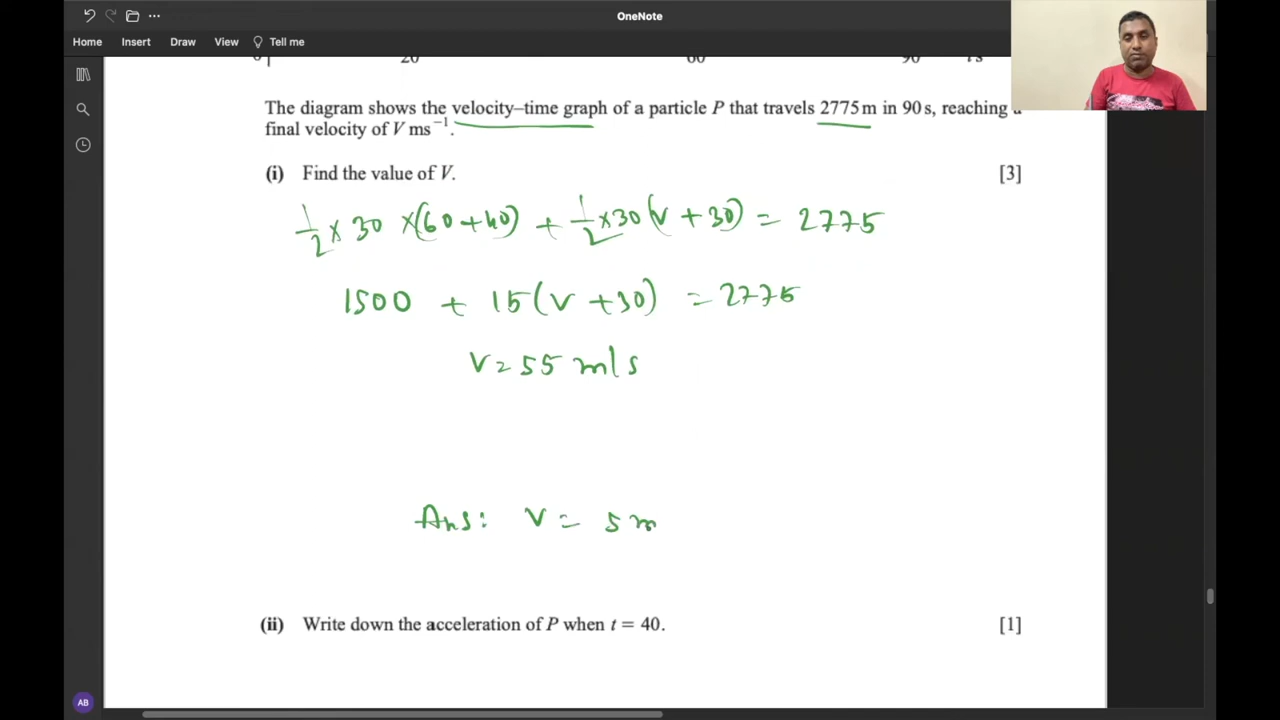 OneNote
Home Insert Draw View Tell me
0 20 60 90 t s
The diagram shows the velocity–time graph of a particle P that travels 2775 m in 90 s, reaching a
final velocity of V ms⁻¹.
(i) Find the value of V. [3]
½ × 30 × (60 + 40) + ½ × 30 (V + 30) = 2775
1500 + 15 (V + 30) = 2775
V = 55 m/s
Ans: V = 5 m
(ii) Write down the acceleration of P when t = 40. [1]
AB